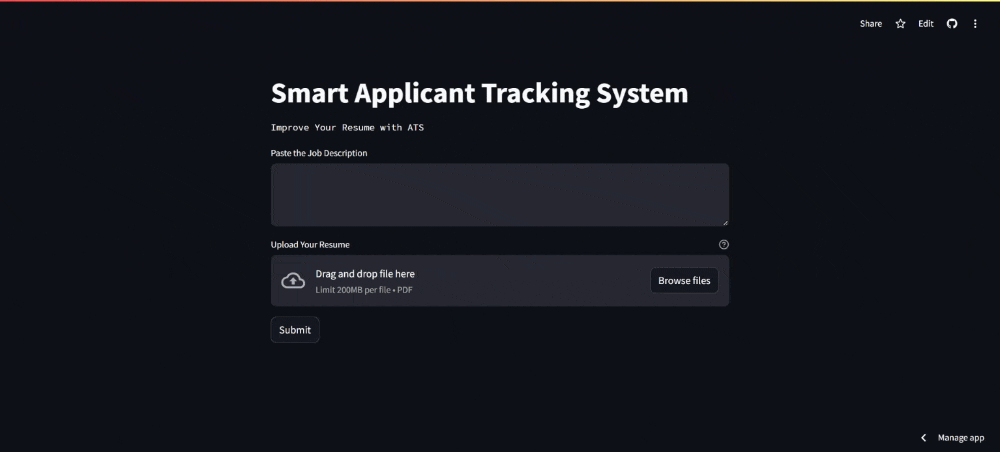 Share Edit
Smart Applicant Tracking System
Improve Your Resume with ATS
Paste the Job Description
Upload Your Resume
Drag and drop file here
Limit 200MB per file • PDF
Browse files
Submit
Manage app